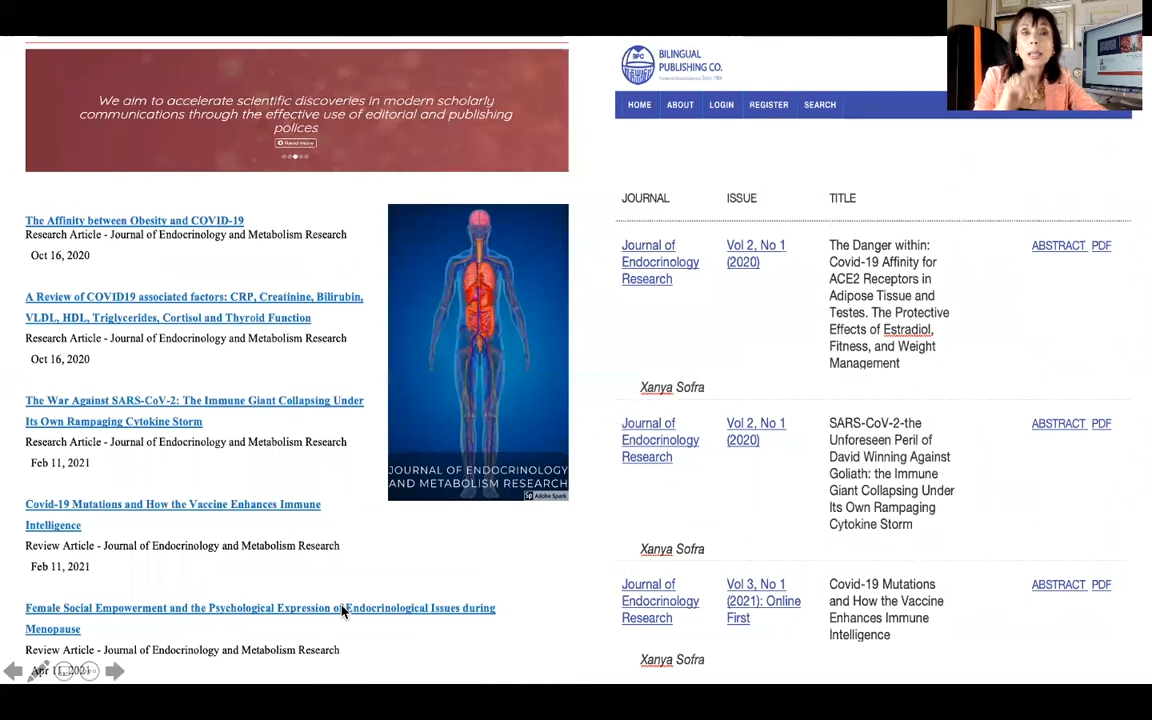 We aim to accelerate scientific discoveries in modern scholarly
communications through the effective use of editorial and publishing
polices
Read more
The Affinity between Obesity and COVID-19
Research Article - Journal of Endocrinology and Metabolism Research
Oct 16, 2020
A Review of COVID19 associated factors: CRP, Creatinine, Bilirubin,
VLDL, HDL, Triglycerides, Cortisol and Thyroid Function
Research Article - Journal of Endocrinology and Metabolism Research
Oct 16, 2020
The War Against SARS-CoV-2: The Immune Giant Collapsing Under
Its Own Rampaging Cytokine Storm
Research Article - Journal of Endocrinology and Metabolism Research
Feb 11, 2021
Covid-19 Mutations and How the Vaccine Enhances Immune
Intelligence
Review Article - Journal of Endocrinology and Metabolism Research
Feb 11, 2021
Female Social Empowerment and the Psychological Expression of Endocrinological Issues during
Menopause
Review Article - Journal of Endocrinology and Metabolism Research
Apr 11, 2021
JOURNAL OF ENDOCRINOLOGY
AND METABOLISM RESEARCH
Sp Adobe Spark
BPC
BILINGUAL
PUBLISHING CO.
Since 1984
HOME ABOUT LOGIN REGISTER SEARCH
JOURNAL ISSUE TITLE
Journal of
Endocrinology
Research
Vol 2, No 1
(2020)
The Danger within:
Covid-19 Affinity for
ACE2 Receptors in
Adipose Tissue and
Testes. The Protective
Effects of Estradiol,
Fitness, and Weight
Management
ABSTRACT PDF
Xanya Sofra
Journal of
Endocrinology
Research
Vol 2, No 1
(2020)
SARS-CoV-2-the
Unforeseen Peril of
David Winning Against
Goliath: the Immune
Giant Collapsing Under
Its Own Rampaging
Cytokine Storm
ABSTRACT PDF
Xanya Sofra
Journal of
Endocrinology
Research
Vol 3, No 1
(2021): Online
First
Covid-19 Mutations
and How the Vaccine
Enhances Immune
Intelligence
ABSTRACT PDF
Xanya Sofra